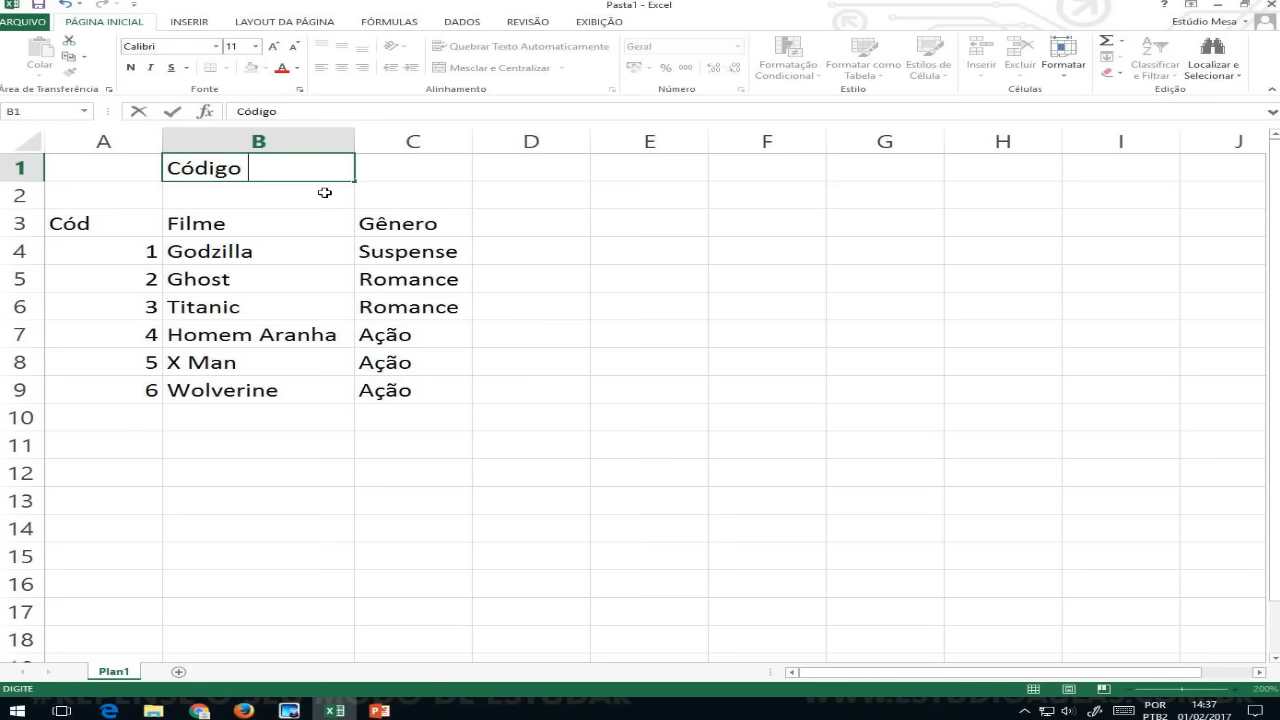 Pasta1 - Excel
ARQUIVO PÁGINA INICIAL INSERIR LAYOUT DA PÁGINA FÓRMULAS DADOS REVISÃO EXIBIÇÃO Estúdio Mesa
Colar Calibri 11 Quebrar Texto Automaticamente Geral
N I S Mesclar e Centralizar
Formatação Condicional Formatar como Tabela Estilos de Célula Inserir Excluir Formatar Classificar e Filtrar Localizar e Selecionar
Área de Transferência Fonte Alinhamento Número Estilo Células Edição
B1 fx Código
A B C D E F G H I J
1 Código
2
3 Cód Filme Gênero
4 1 Godzilla Suspense
5 2 Ghost Romance
6 3 Titanic Romance
7 4 Homem Aranha Ação
8 5 X Man Ação
9 6 Wolverine Ação
10
11
12
13
14
15
16
17
18
Plan1
DIGITE 200%
POR 14:37
PTB2 01/02/2017